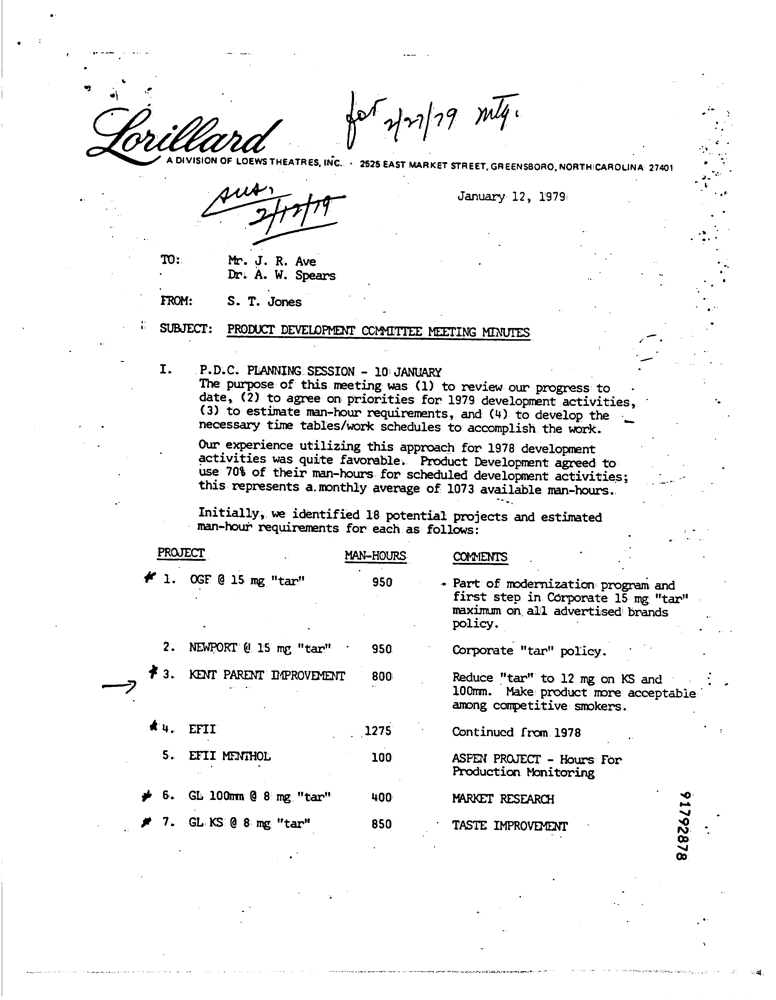 for 2/27/79 mtg.
Lorillard
A DIVISION OF LOEWS THEATRES, INC. · 2525 EAST MARKET STREET, GREENSBORO, NORTH CAROLINA 27401
2/12/79
January 12, 1979
TO: Mr. J. R. Ave
Dr. A. W. Spears
FROM: S. T. Jones
SUBJECT: PRODUCT DEVELOPMENT COMMITTEE MEETING MINUTES
I. P.D.C. PLANNING SESSION - 10 JANUARY
The purpose of this meeting was (1) to review our progress to
date, (2) to agree on priorities for 1979 development activities,
(3) to estimate man-hour requirements, and (4) to develop the
necessary time tables/work schedules to accomplish the work.
Our experience utilizing this approach for 1978 development
activities was quite favorable. Product Development agreed to
use 70% of their man-hours for scheduled development activities;
this represents a monthly average of 1073 available man-hours.
Initially, we identified 18 potential projects and estimated
man-hour requirements for each as follows:
PROJECT MAN-HOURS COMMENTS
* 1. OGF @ 15 mg "tar" 950 - Part of modernization program and
first step in Corporate 15 mg "tar"
maximum on all advertised brands
policy.
2. NEWPORT @ 15 mg "tar" 950 Corporate "tar" policy.
→ * 3. KENT PARENT IMPROVEMENT 800 Reduce "tar" to 12 mg on KS and
100mm. Make product more acceptable
among competitive smokers.
* 4. EFII 1275 Continued from 1978
5. EFII MENTHOL 100 ASPEN PROJECT - Hours For
Production Monitoring
* 6. GL 100mm @ 8 mg "tar" 400 MARKET RESEARCH
* 7. GL KS @ 8 mg "tar" 850 TASTE IMPROVEMENT
91792878